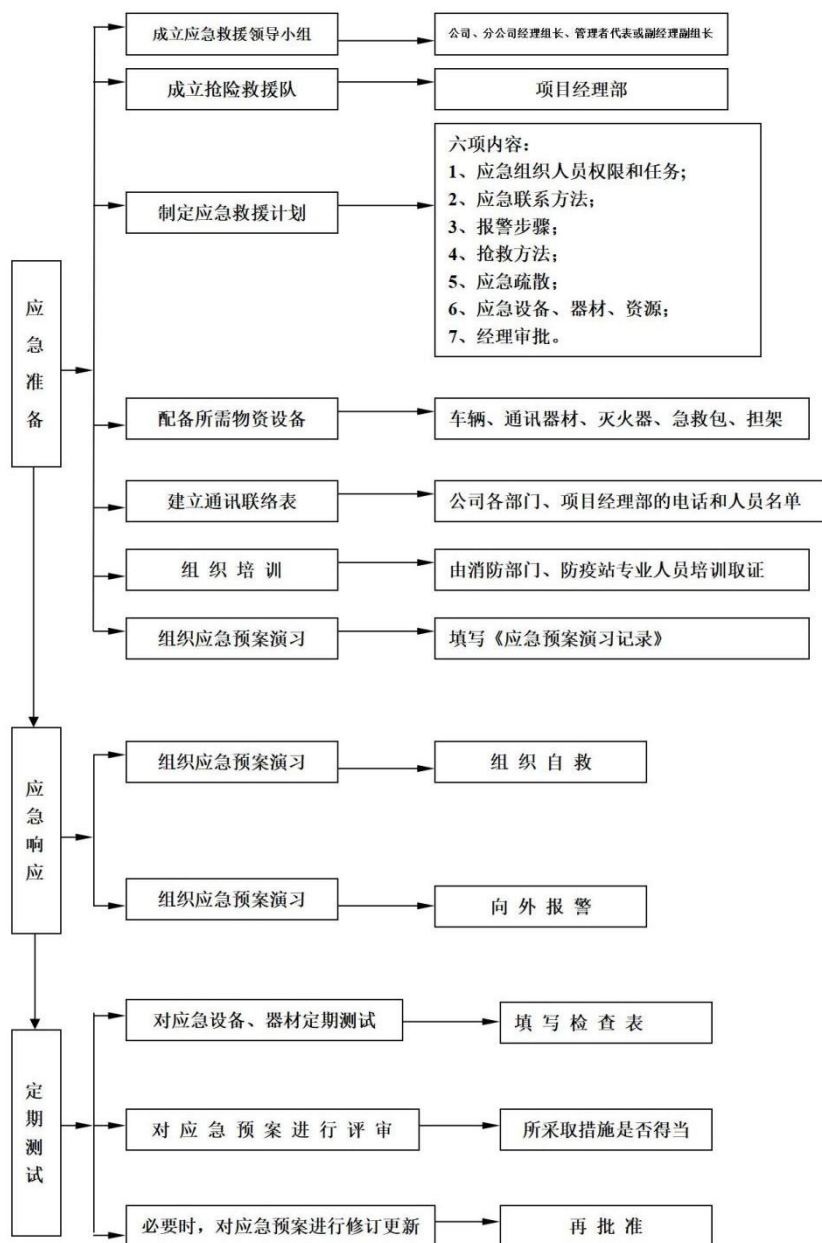 成立应急救援领导小组
公司、分公司经理组长、管理者代表或副经理副组长
成立抢险救援队
项目经理部
制定应急救援计划
六项内容：
1、应急组织人员权限和任务；
2、应急联系方法；
3、报警步骤；
4、抢救方法；
5、应急疏散；
6、应急设备、器材、资源；
7、经理审批。
应急准备
配备所需物资设备
车辆、通讯器材、灭火器、急救包、担架
建立通讯联络表
公司各部门、项目经理部的电话和人员名单
组织培训
由消防部门、防疫站专业人员培训取证
组织应急预案演习
填写《应急预案演习记录》
应急响应
组织应急预案演习
组织自救
组织应急预案演习
向外报警
定期测试
对应急设备、器材定期测试
填写检查表
对应急预案进行评审
所采取措施是否得当
必要时，对应急预案进行修订更新
再批准